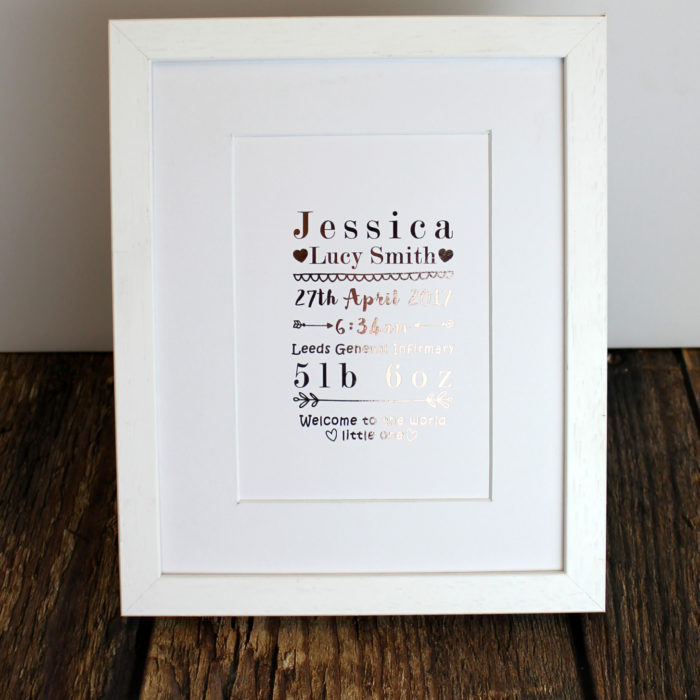 Jessica
Lucy Smith
27th April 2017
6:34am
Leeds General Infirmary
5lb 6oz
Welcome to the world
little one